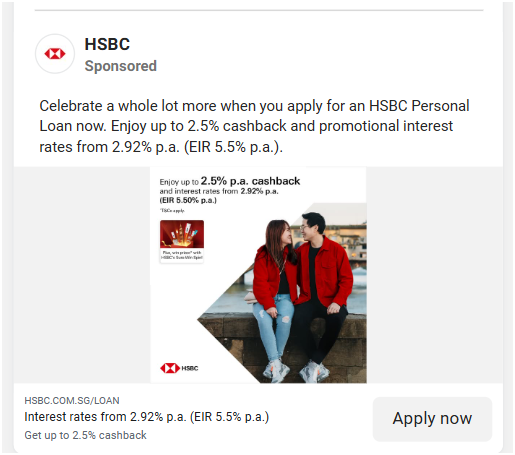 HSBC
Sponsored
Celebrate a whole lot more when you apply for an HSBC Personal
Loan now. Enjoy up to 2.5% cashback and promotional interest
rates from 2.92% p.a. (EIR 5.5% p.a.).
Enjoy up to 2.5% p.a. cashback
and interest rates from 2.92% p.a.
(EIR 5.50% p.a.)
T&Cs apply.
Plus, win prizes* with
HSBC's Sure-Win Spin!
HSBC
HSBC.COM.SG/LOAN
Interest rates from 2.92% p.a. (EIR 5.5% p.a.)
Get up to 2.5% cashback
Apply now